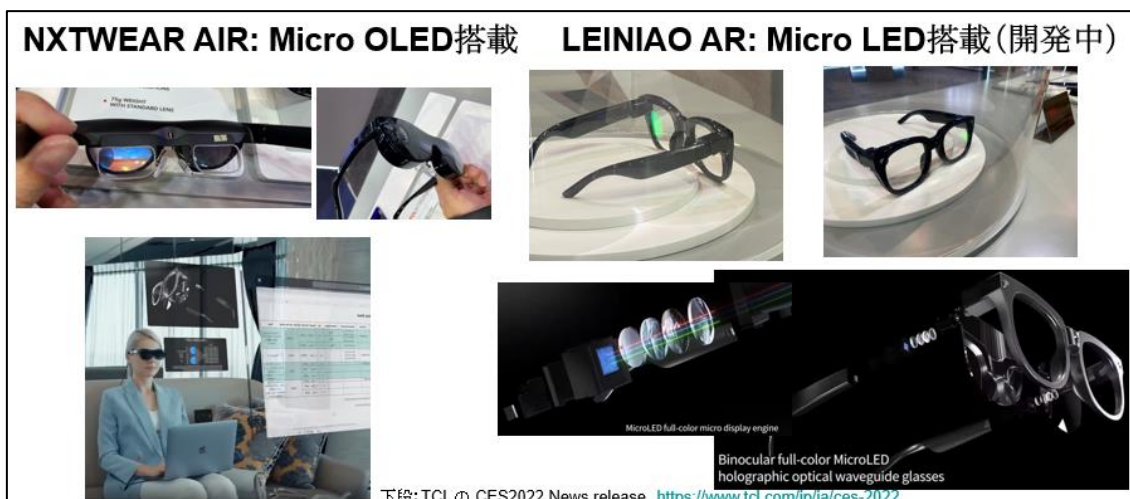 NXTWEAR AIR: Micro OLED搭載
LEINIAO AR: Micro LED搭載(開発中)
75g WEIGHT
WITH STANDARD LENS
MicroLED full-color micro display engine
Binocular full-color MicroLED
holographic optical waveguide glasses
下段: TCL の CES2022 News release https://www.tcl.com/jp/ja/ces-2022